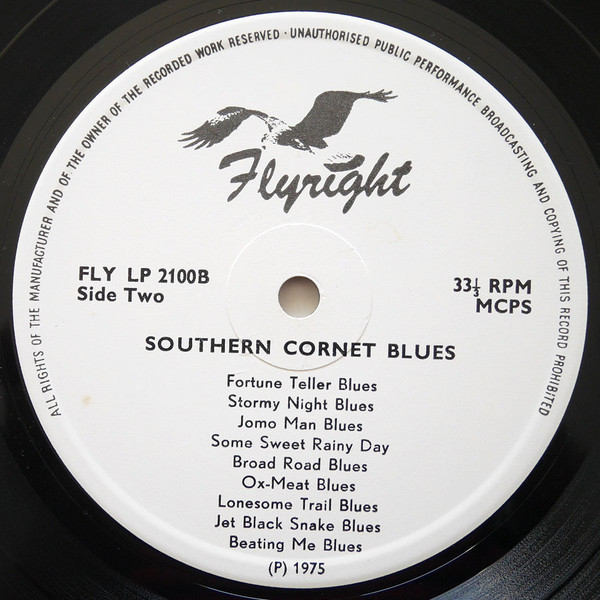 ALL RIGHTS OF THE MANUFACTURER AND OF THE OWNER OF THE RECORDED WORK RESERVED · UNAUTHORISED PUBLIC PERFORMANCE BROADCASTING AND COPYING OF THIS RECORD PROHIBITED
Flyright
FLY LP 2100B
Side Two
33⅓ RPM
MCPS
SOUTHERN CORNET BLUES
Fortune Teller Blues
Stormy Night Blues
Jomo Man Blues
Some Sweet Rainy Day
Broad Road Blues
Ox-Meat Blues
Lonesome Trail Blues
Jet Black Snake Blues
Beating Me Blues
(P) 1975